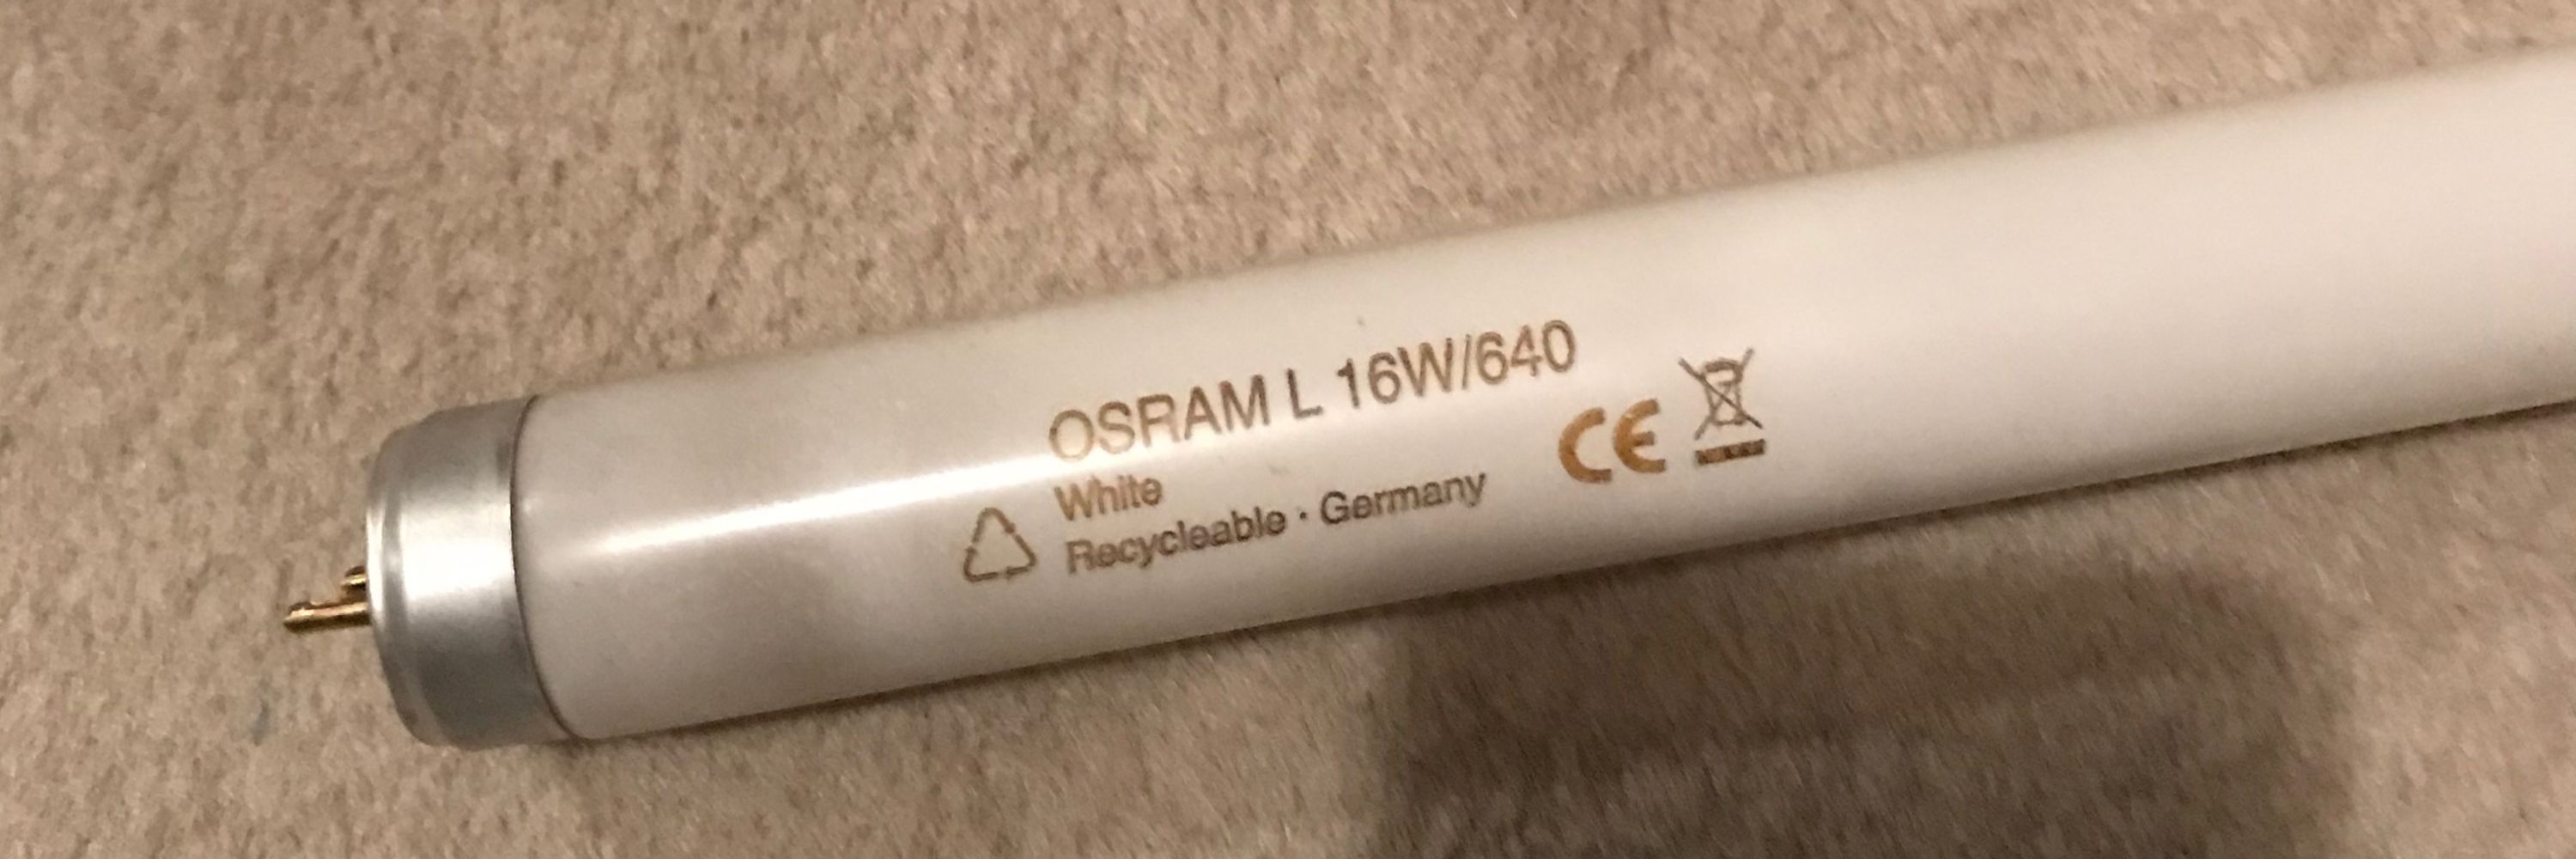 OSRAM L 16W/640
White
Recycleable · Germany
CE